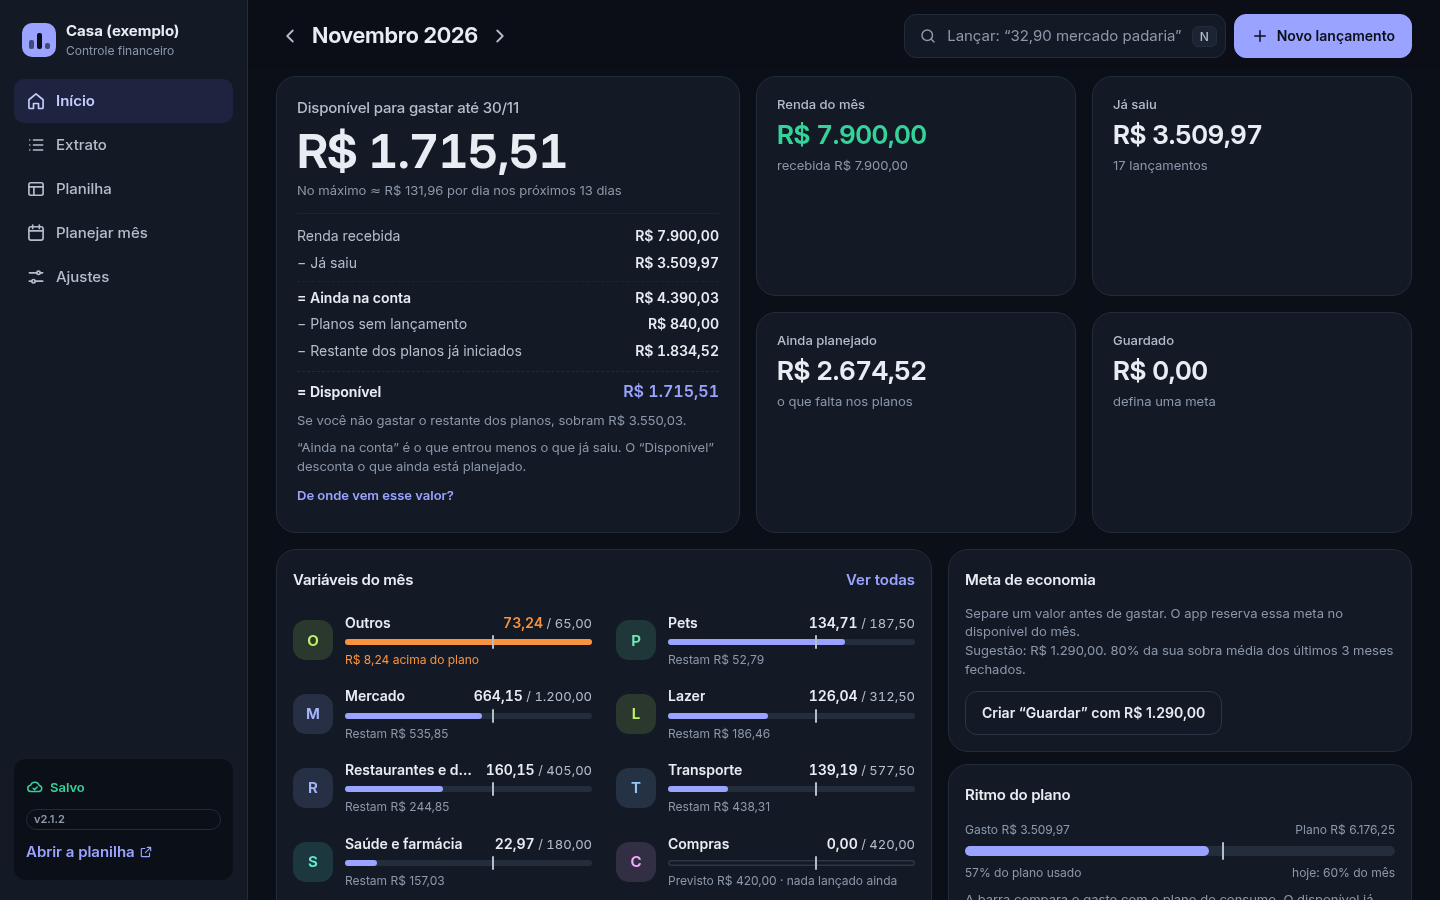 Casa (exemplo)
Controle financeiro
Início
Extrato
Planilha
Planejar mês
Ajustes
Salvo
v2.1.2
Abrir a planilha
Novembro 2026
Lançar: “32,90 mercado padaria”
N
Novo lançamento
Disponível para gastar até 30/11
R$ 1.715,51
No máximo ≈ R$ 131,96 por dia nos próximos 13 dias
Renda recebida R$ 7.900,00
− Já saiu R$ 3.509,97
= Ainda na conta R$ 4.390,03
− Planos sem lançamento R$ 840,00
− Restante dos planos já iniciados R$ 1.834,52
= Disponível R$ 1.715,51
Se você não gastar o restante dos planos, sobram R$ 3.550,03.
“Ainda na conta” é o que entrou menos o que já saiu. O “Disponível”
desconta o que ainda está planejado.
De onde vem esse valor?
Renda do mês
R$ 7.900,00
recebida R$ 7.900,00
Já saiu
R$ 3.509,97
17 lançamentos
Ainda planejado
R$ 2.674,52
o que falta nos planos
Guardado
R$ 0,00
defina uma meta
Variáveis do mês
Ver todas
O
Outros 73,24 / 65,00
R$ 8,24 acima do plano
P
Pets 134,71 / 187,50
Restam R$ 52,79
M
Mercado 664,15 / 1.200,00
Restam R$ 535,85
L
Lazer 126,04 / 312,50
Restam R$ 186,46
R
Restaurantes e d... 160,15 / 405,00
Restam R$ 244,85
T
Transporte 139,19 / 577,50
Restam R$ 438,31
S
Saúde e farmácia 22,97 / 180,00
Restam R$ 157,03
C
Compras 0,00 / 420,00
Previsto R$ 420,00 · nada lançado ainda
Meta de economia
Separe um valor antes de gastar. O app reserva essa meta no
disponível do mês.
Sugestão: R$ 1.290,00. 80% da sua sobra média dos últimos 3 meses
fechados.
Criar “Guardar” com R$ 1.290,00
Ritmo do plano
Gasto R$ 3.509,97 Plano R$ 6.176,25
57% do plano usado hoje: 60% do mês
A barra compara o gasto com o plano de consumo. O disponível já